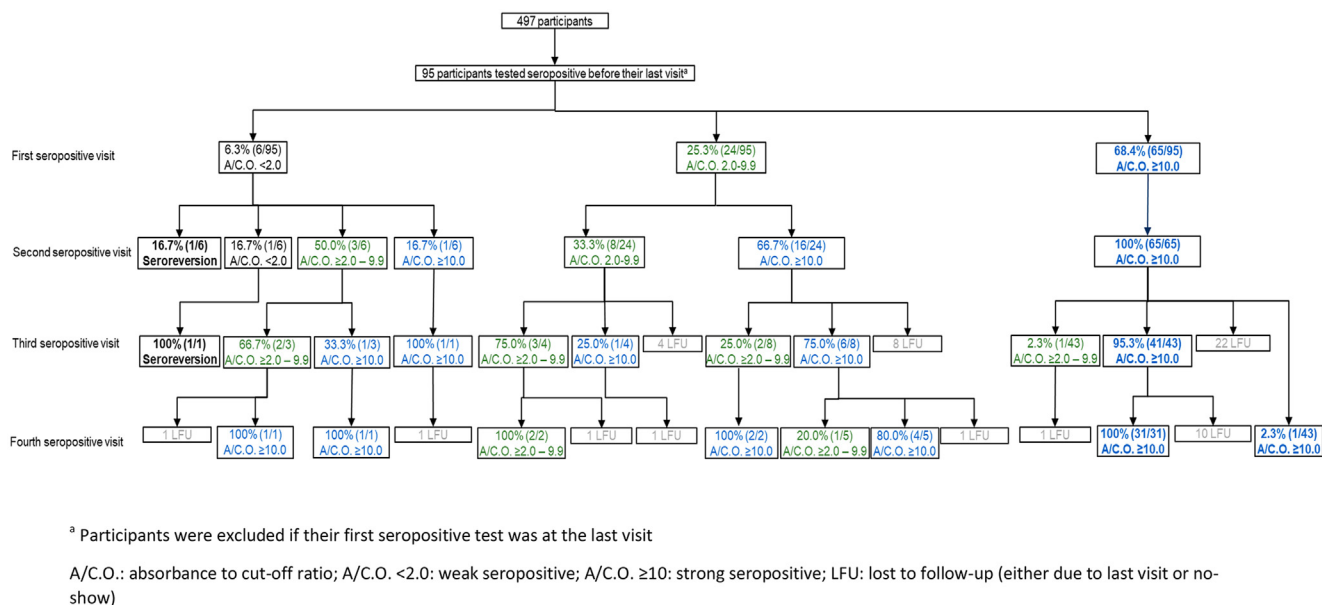 497 participants
95 participants tested seropositive before their last visitᵃ
First seropositive visit
6.3% (6/95)
A/C.O. <2.0
25.3% (24/95)
A/C.O. 2.0-9.9
68.4% (65/95)
A/C.O. ≥10.0
Second seropositive visit
16.7% (1/6)
Seroreversion
16.7% (1/6)
A/C.O. <2.0
50.0% (3/6)
A/C.O. ≥2.0 – 9.9
16.7% (1/6)
A/C.O. ≥10.0
33.3% (8/24)
A/C.O. 2.0-9.9
66.7% (16/24)
A/C.O. ≥10.0
100% (65/65)
A/C.O. ≥10.0
Third seropositive visit
100% (1/1)
Seroreversion
66.7% (2/3)
A/C.O. ≥2.0 – 9.9
33.3% (1/3)
A/C.O. ≥10.0
100% (1/1)
A/C.O. ≥10.0
75.0% (3/4)
A/C.O. ≥2.0 – 9.9
25.0% (1/4)
A/C.O. ≥10.0
4 LFU
25.0% (2/8)
A/C.O. ≥2.0 – 9.9
75.0% (6/8)
A/C.O. ≥10.0
8 LFU
2.3% (1/43)
A/C.O. ≥2.0 – 9.9
95.3% (41/43)
A/C.O. ≥10.0
22 LFU
Fourth seropositive visit
1 LFU
100% (1/1)
A/C.O. ≥10.0
100% (1/1)
A/C.O. ≥10.0
1 LFU
100% (2/2)
A/C.O. ≥2.0 – 9.9
1 LFU
1 LFU
100% (2/2)
A/C.O. ≥10.0
20.0% (1/5)
A/C.O. ≥2.0 – 9.9
80.0% (4/5)
A/C.O. ≥10.0
1 LFU
1 LFU
100% (31/31)
A/C.O. ≥10.0
10 LFU
2.3% (1/43)
A/C.O. ≥10.0
ᵃ Participants were excluded if their first seropositive test was at the last visit
A/C.O.: absorbance to cut-off ratio; A/C.O. <2.0: weak seropositive; A/C.O. ≥10: strong seropositive; LFU: lost to follow-up (either due to last visit or no-
show)